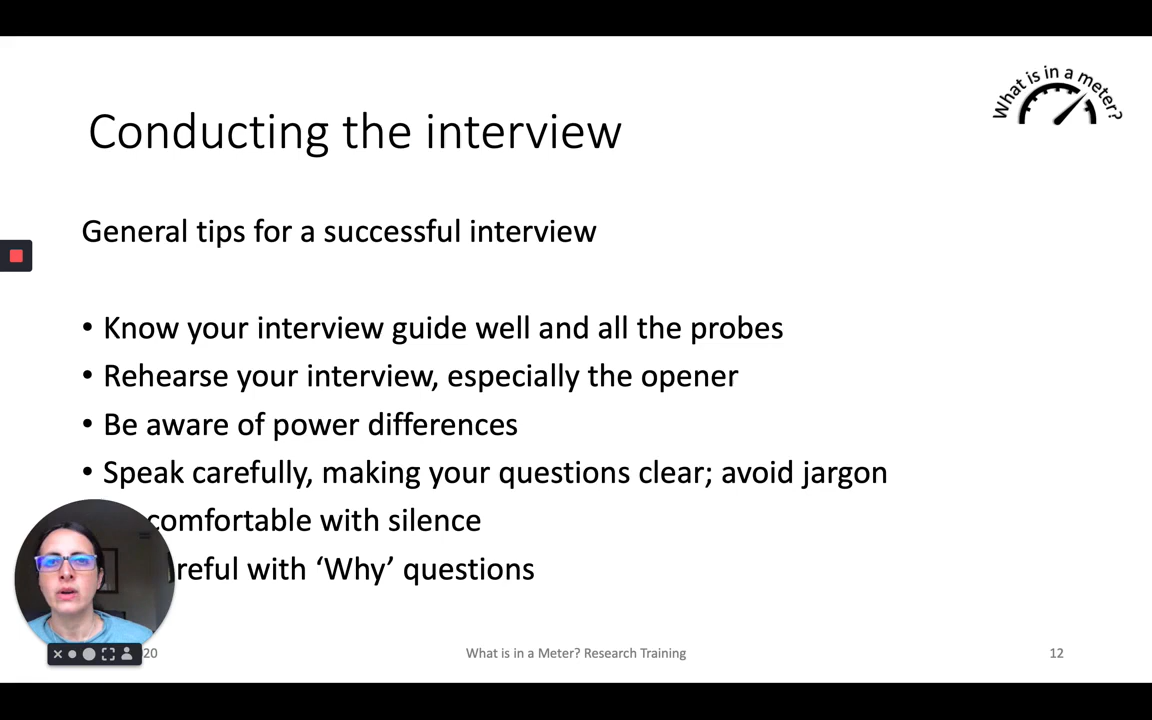 What is in a meter?
Conducting the interview
General tips for a successful interview
• Know your interview guide well and all the probes
• Rehearse your interview, especially the opener
• Be aware of power differences
• Speak carefully, making your questions clear; avoid jargon
comfortable with silence
reful with ‘Why’ questions
20
What is in a Meter? Research Training
12